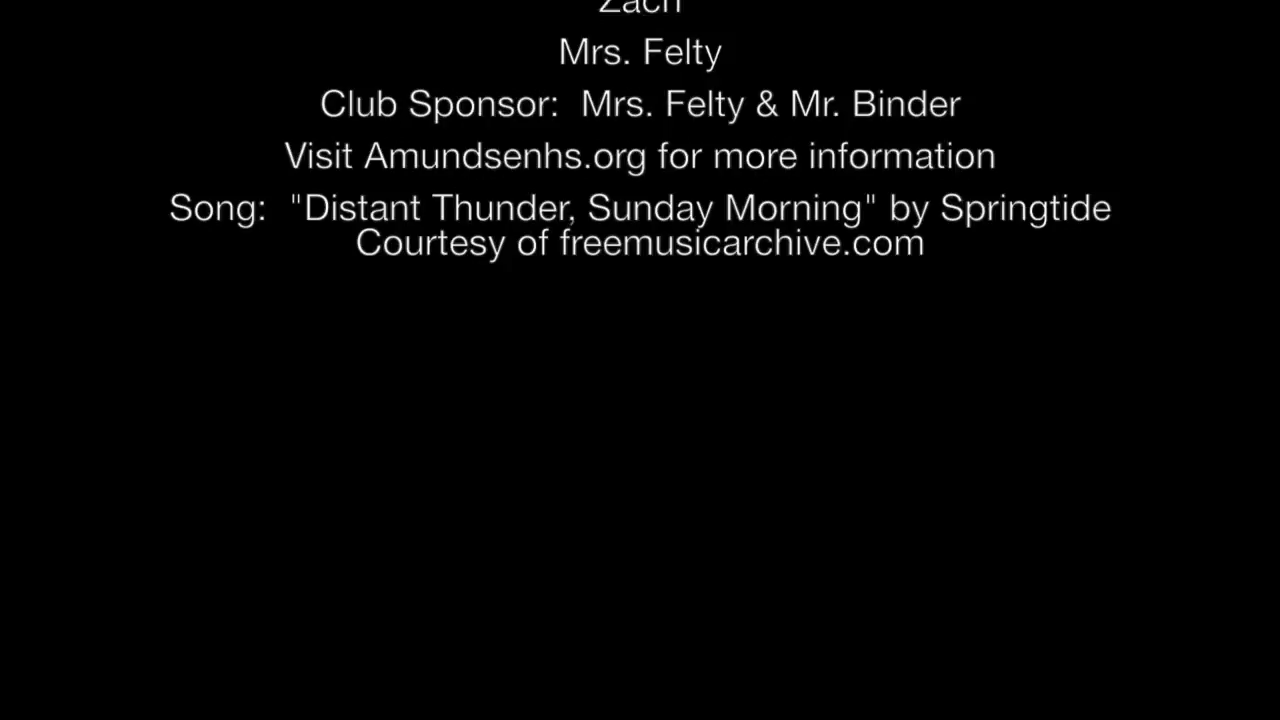 Zach
Mrs. Felty
Club Sponsor:  Mrs. Felty & Mr. Binder
Visit Amundsenhs.org for more information
Song:  "Distant Thunder, Sunday Morning" by Springtide
Courtesy of freemusicarchive.com